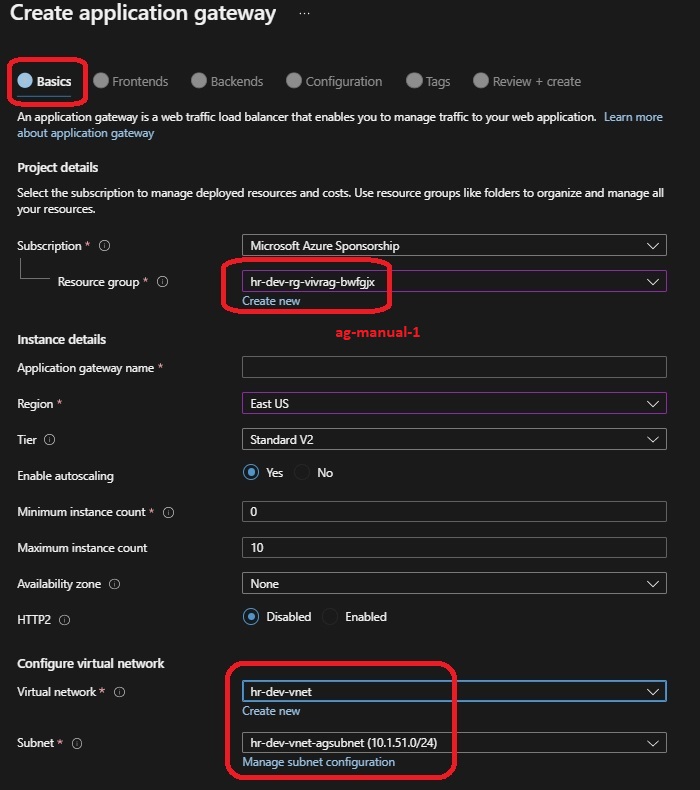 Create application gateway ...
Basics Frontends Backends Configuration Tags Review + create
An application gateway is a web traffic load balancer that enables you to manage traffic to your web application. Learn more
about application gateway
Project details
Select the subscription to manage deployed resources and costs. Use resource groups like folders to organize and manage all
your resources.
Subscription * Microsoft Azure Sponsorship
Resource group * hr-dev-rg-vivrag-bwfgjx
Create new
ag-manual-1
Instance details
Application gateway name *
Region * East US
Tier Standard V2
Enable autoscaling Yes No
Minimum instance count * 0
Maximum instance count 10
Availability zone None
HTTP2 Disabled Enabled
Configure virtual network
Virtual network * hr-dev-vnet
Create new
Subnet * hr-dev-vnet-agsubnet (10.1.51.0/24)
Manage subnet configuration